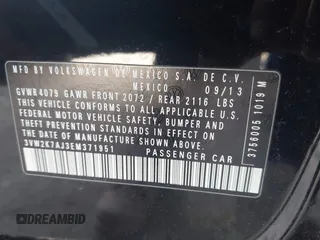 MFD BY VOLKSWAGEN DE MEXICO S.A. DE C.V.
MEXICO 09/13
GVWR 4079 GAWR FRONT 2072 / REAR 2116 LBS
THIS VEHICLE CONFORMS TO ALL APPLICABLE U.S.
FEDERAL MOTOR VEHICLE SAFETY, BUMPER AND
THEFT PREVENTION STANDARDS IN EFFECT
ON THE DATE OF MANUFACTURE SHOWN ABOVE
3VW2K7AJ3EM371951
PASSENGER CAR
3756005 1019 M
DREAMBID